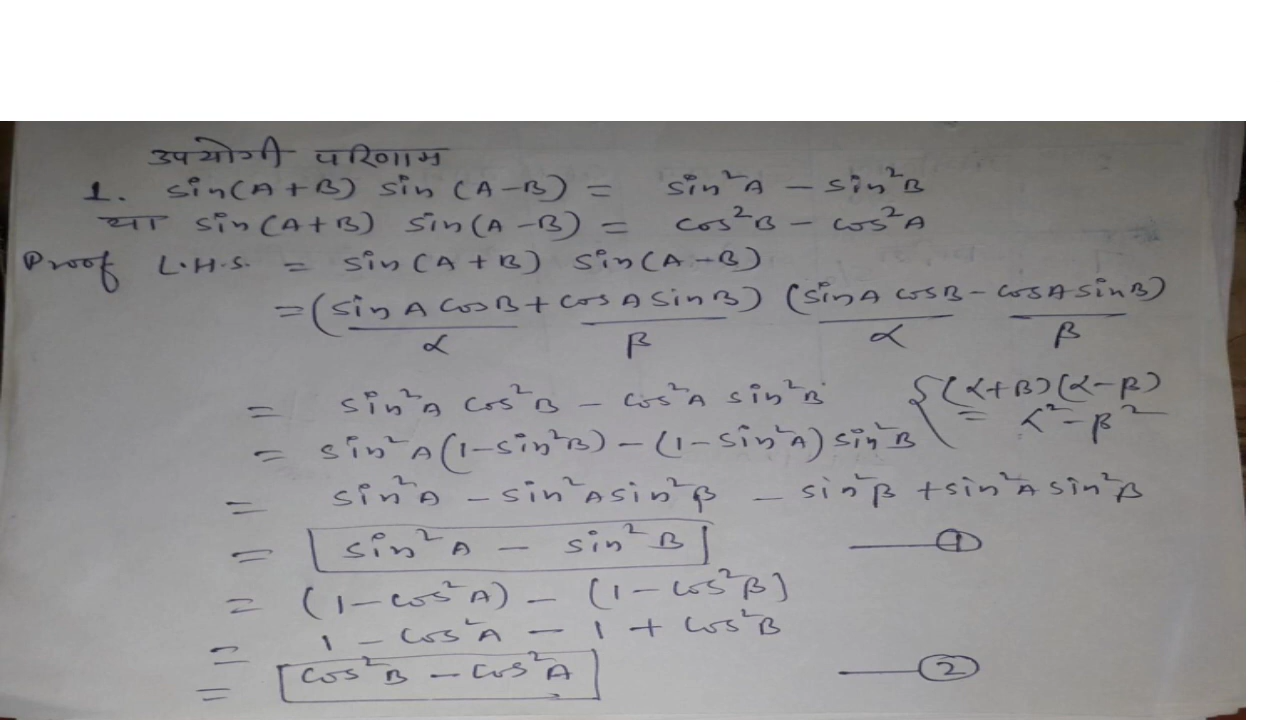 उपयोगी परिणाम
1. sin(A+B) sin (A-B) = sin²A - sin²B
या sin(A+B) sin(A-B) = cos²B - cos²A
Proof L.H.S. = sin(A+B) sin(A-B)
= (sin A cosB + cosA sinB) (sinA cosB - cosA sinB)
α β α β
= sin²A cos²B - cos²A sin²B {(α+β)(α-β)
= α²-β²
= sin²A(1-sin²B) - (1-sin²A) sin²B
= sin²A - sin²A sin²β - sin²β + sin²A sin²β
= sin²A - sin²B ①
= (1-cos²A) - (1-cos²β)
= 1 - cos²A - 1 + cos²B
= cos²B - cos²A ②